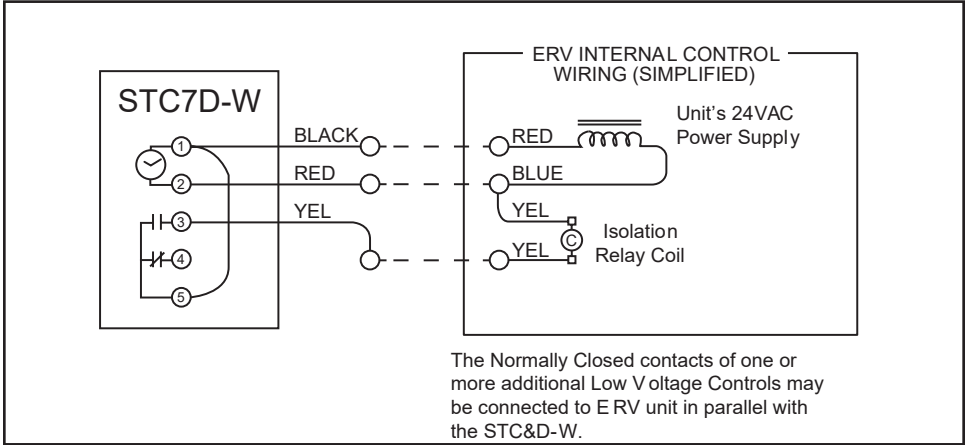 ERV INTERNAL CONTROL
WIRING (SIMPLIFIED)
STC7D-W
Unit's 24VAC
Power Supply
1
BLACK
RED
2
RED
BLUE
3
YEL
YEL
C
Isolation
Relay Coil
4
YEL
5
The Normally Closed contacts of one or
more additional Low V oltage Controls may
be connected to E RV unit in parallel with
the STC&D-W.